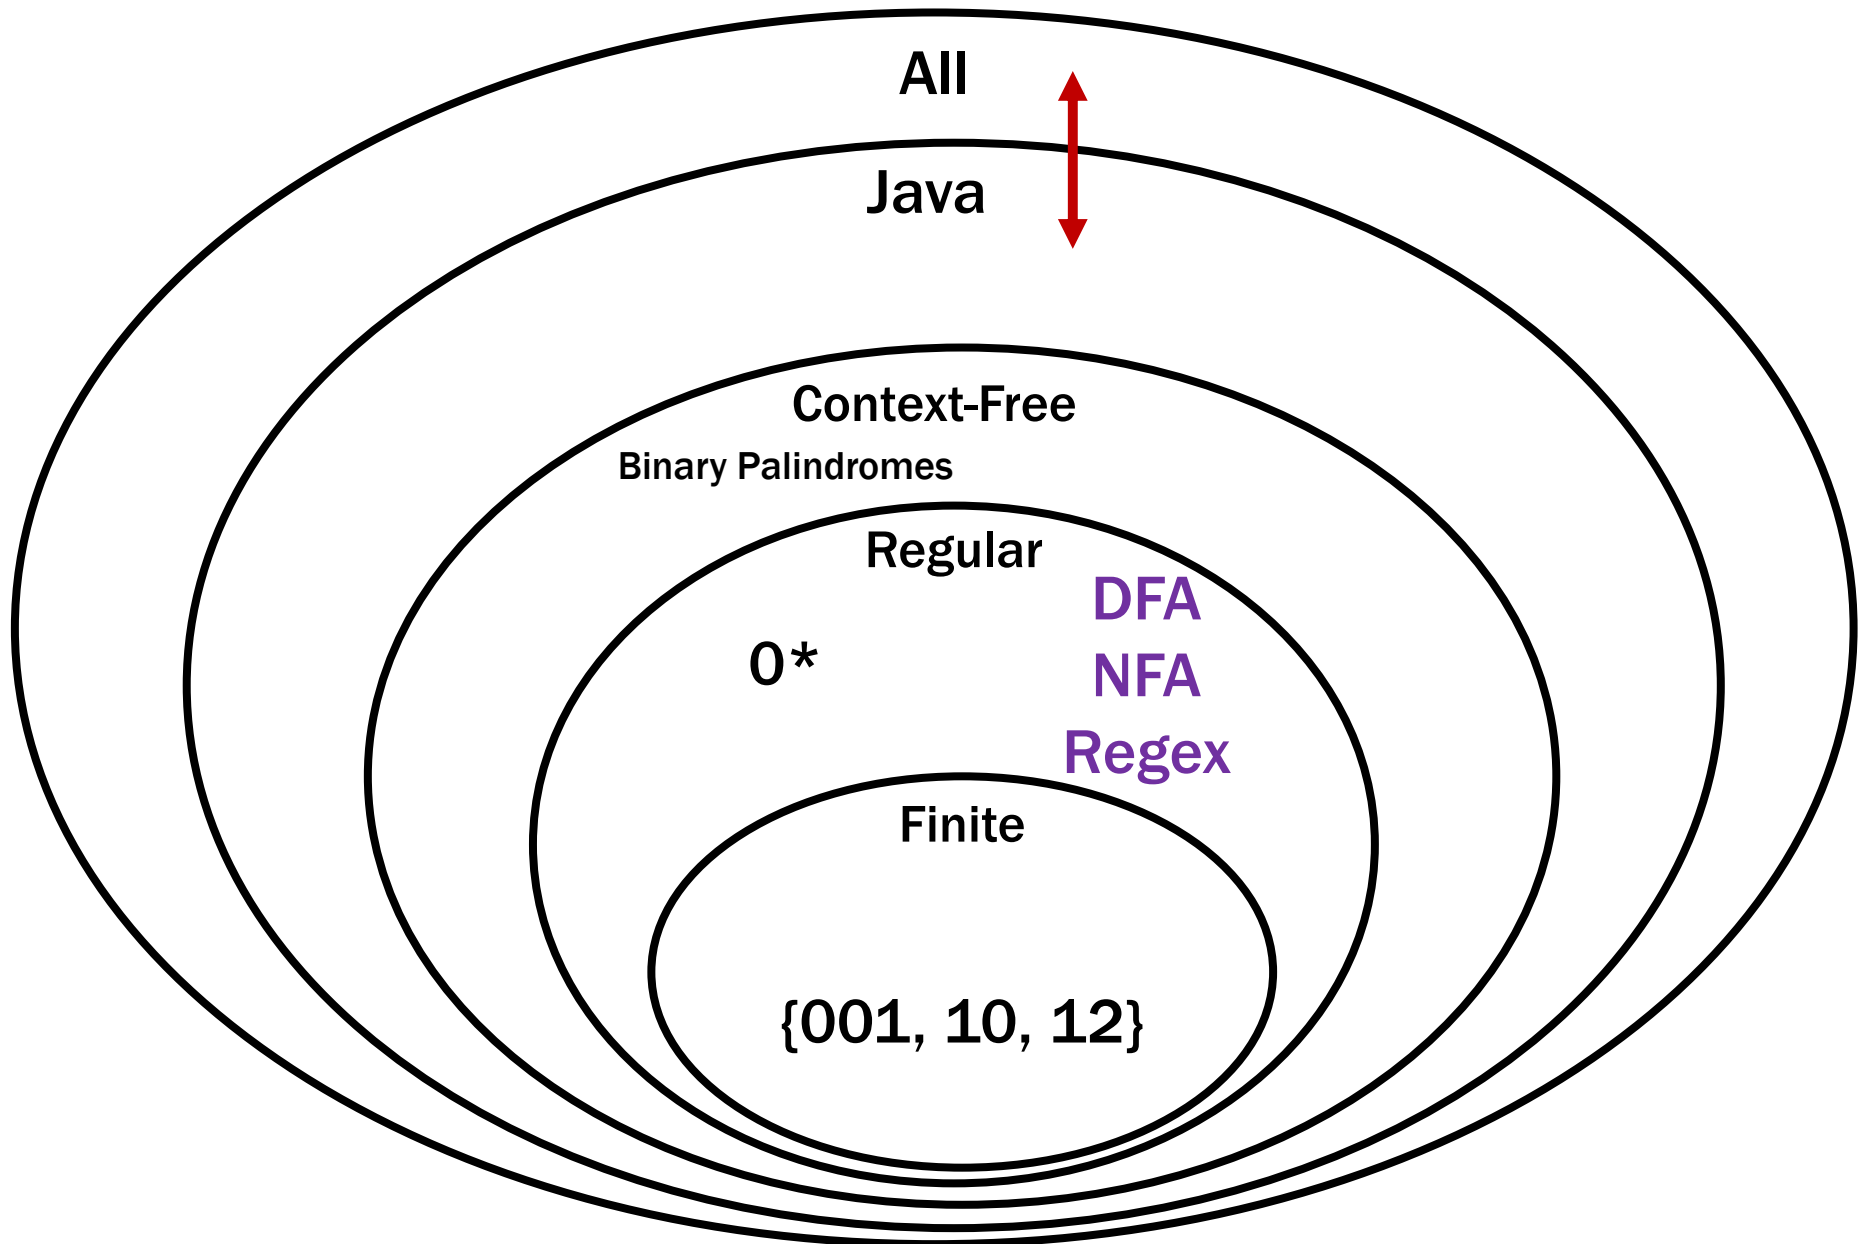 All
Java
Context-Free
Binary Palindromes
Regular
DFA
0*
NFA
Regex
Finite
{001, 10, 12}